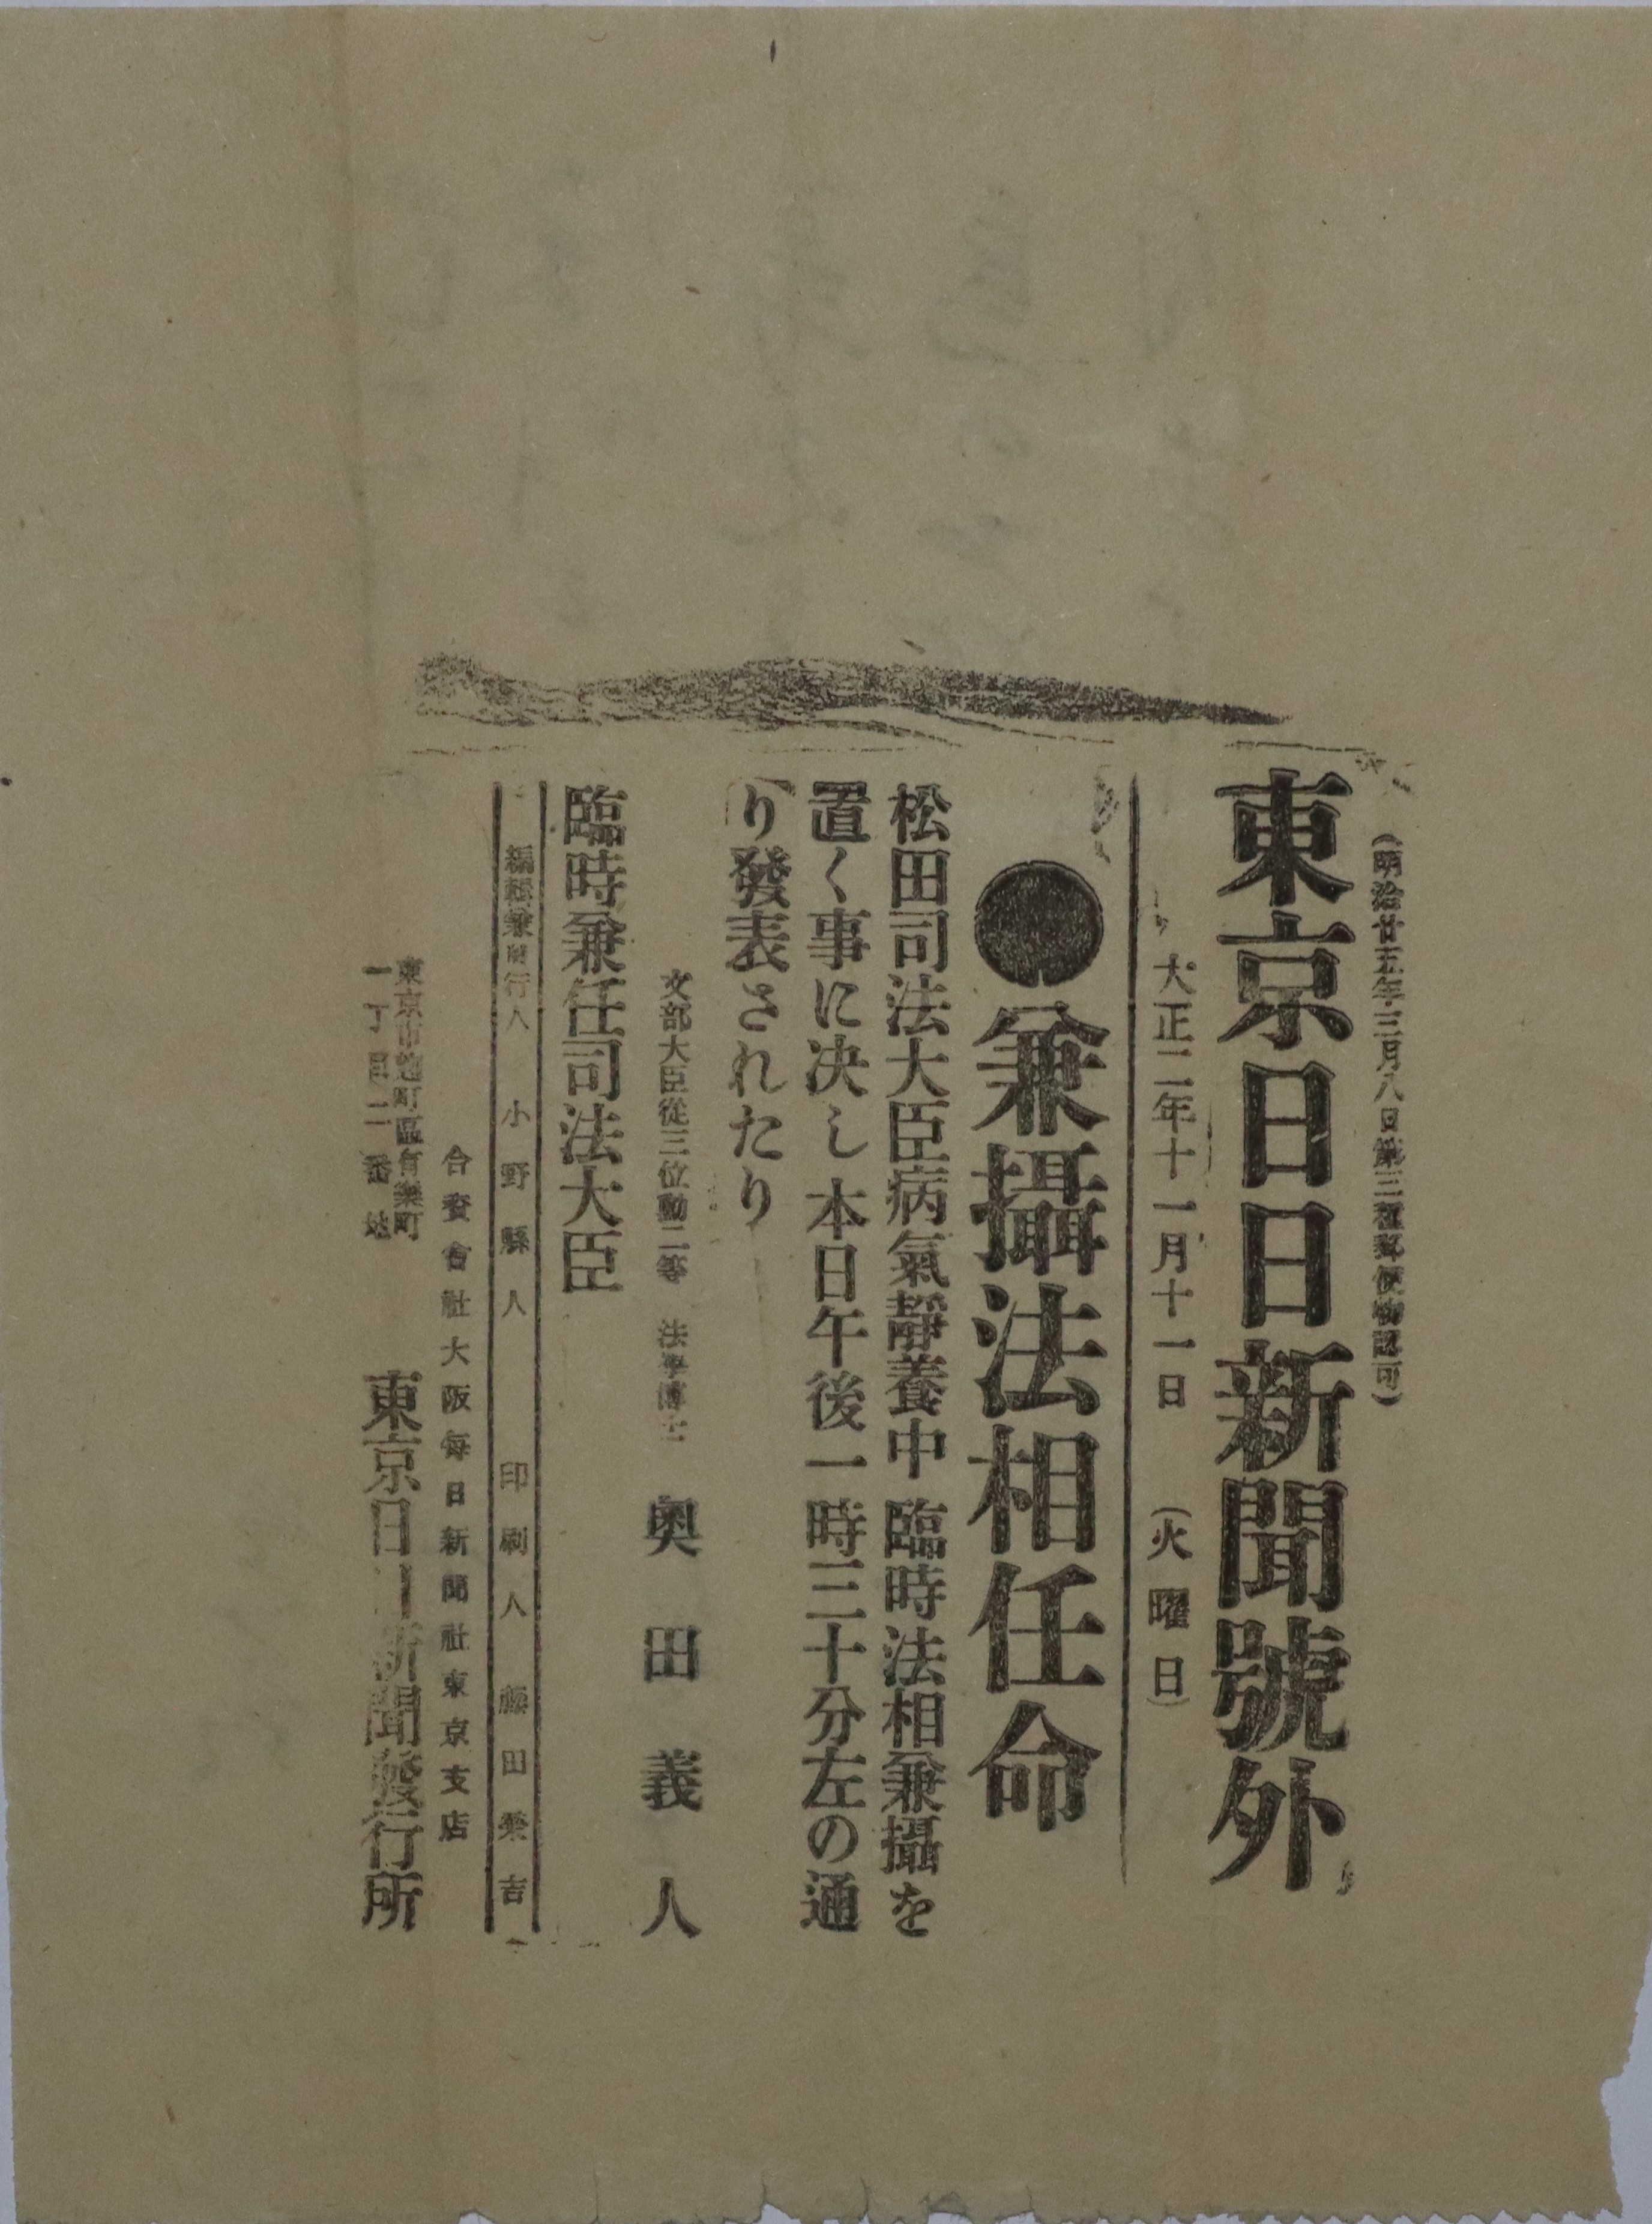 (明治廿五年三月八日第三種郵便物認可)
東京日日新聞號外
大正二年十一月十一日 (火曜日)
●兼攝法相任命
松田司法大臣病氣靜養中 臨時法相兼攝を
置く事に決し本日午後一時三十分左の通
り發表されたり
文部大臣從三位勳二等 法學博士 奥田義人
臨時兼任司法大臣
編輯兼發行人 小野縣人 印刷人 藤田榮吉
合資會社大阪每日新聞社東京支店
東京市麹町區有樂町
一丁目二番地
東京日日新聞發行所